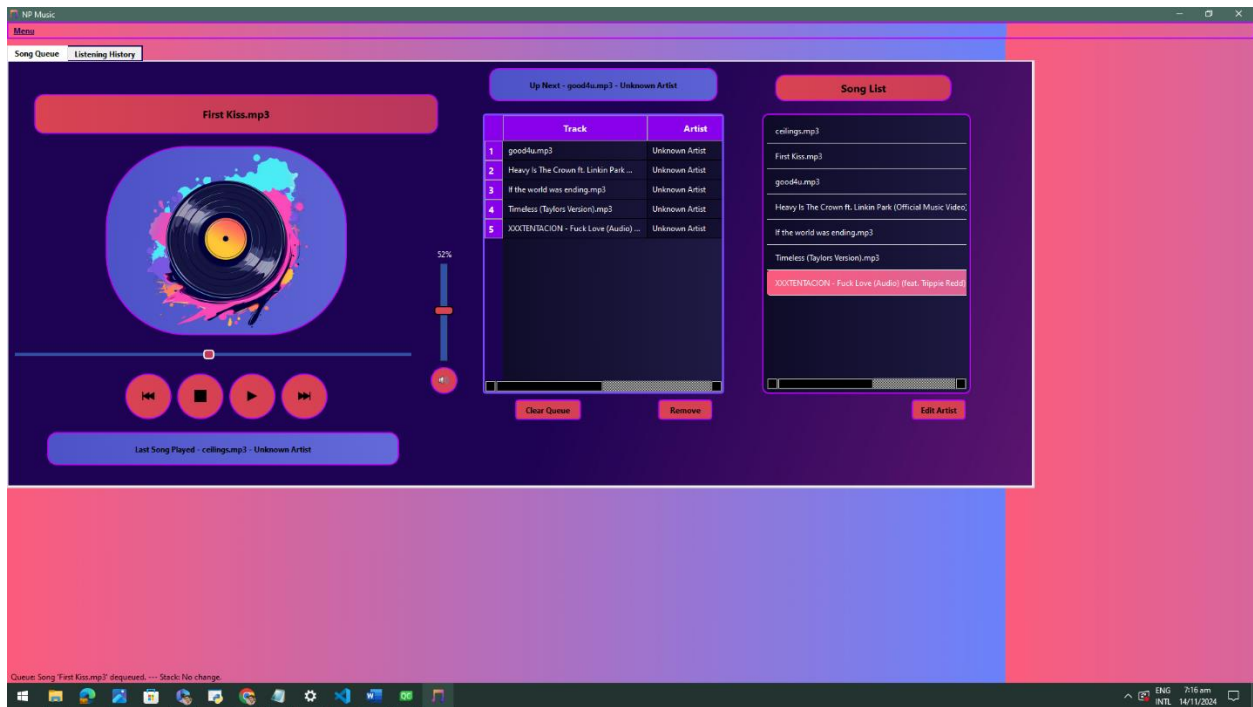 NP Music
Menu
Song Queue
Listening History
First Kiss.mp3
52%
Last Song Played - ceilings.mp3 - Unknown Artist
Up Next - good4u.mp3 - Unknown Artist
Track Artist
1 good4u.mp3 Unknown Artist
2 Heavy Is The Crown ft. Linkin Park ... Unknown Artist
3 If the world was ending.mp3 Unknown Artist
4 Timeless (Taylors Version).mp3 Unknown Artist
5 XXXTENTACION - Fuck Love (Audio) ... Unknown Artist
Clear Queue
Remove
Song List
ceilings.mp3
First Kiss.mp3
good4u.mp3
Heavy Is The Crown ft. Linkin Park (Official Music Video)
If the world was ending.mp3
Timeless (Taylors Version).mp3
XXXTENTACION - Fuck Love (Audio) (feat. Trippie Redd)
Edit Artist
Queue: Song 'First Kiss.mp3' dequeued. --- Stack: No change.
ENG 7:16 am
INTL 14/11/2024